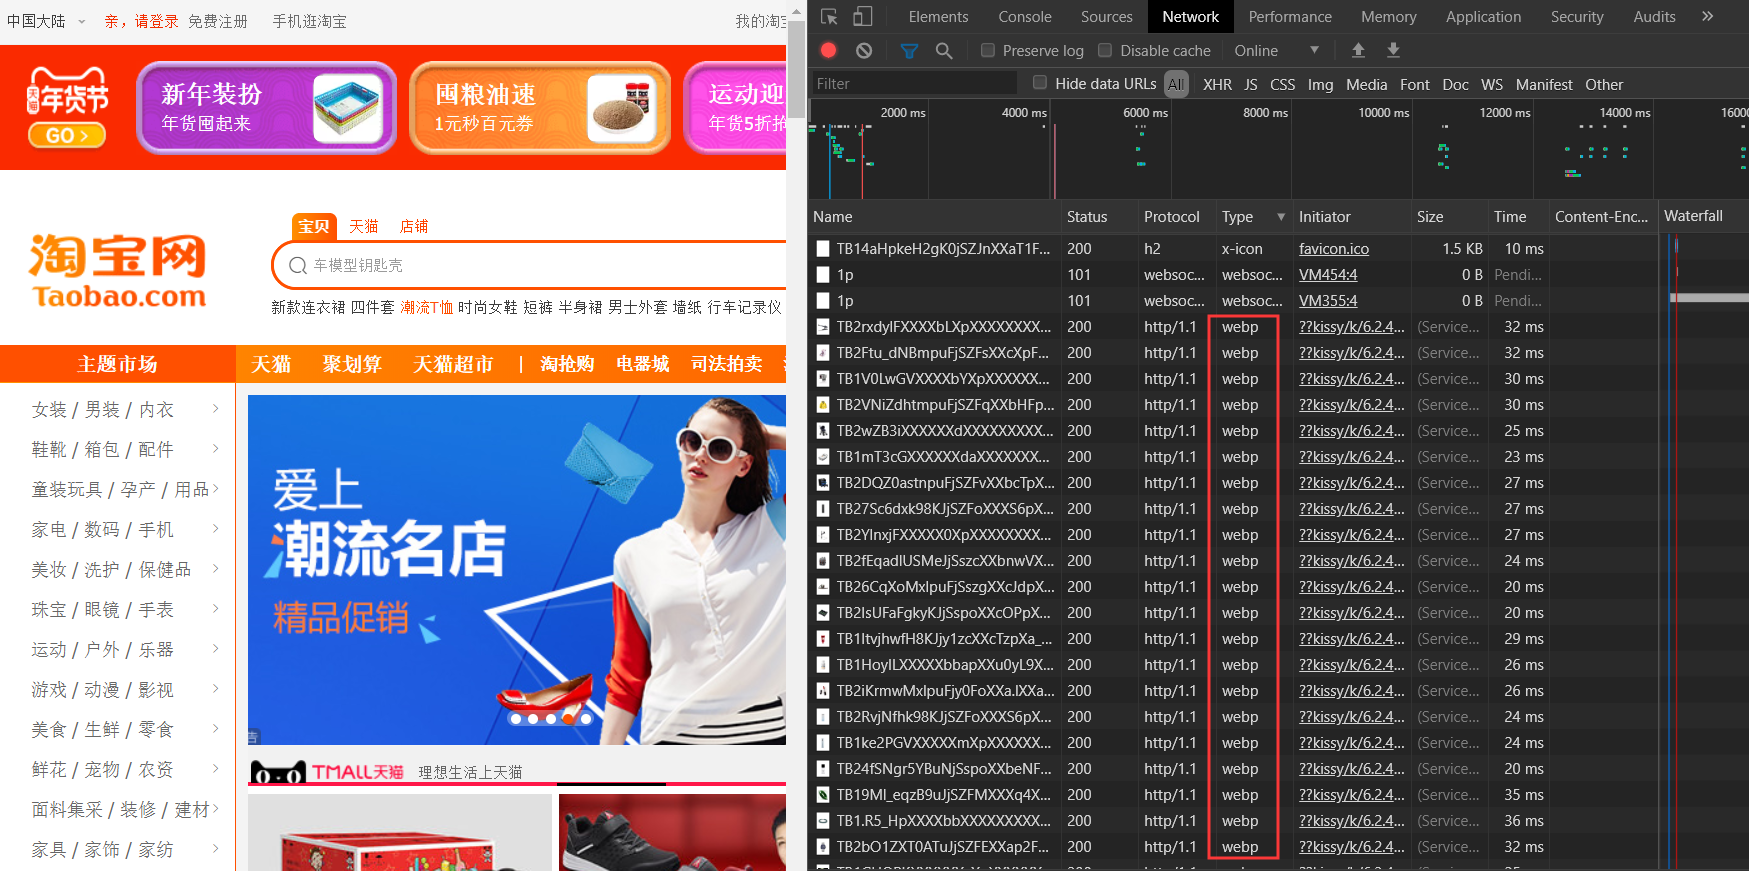 中国大陆 亲，请登录 免费注册 手机逛淘宝 我的淘宝
天猫 年货节
GO >
新年装扮
年货囤起来
囤粮油速
1元秒百元券
运动迎
年货5折抢
淘宝网
Taobao.com
宝贝 天猫 店铺
车模型钥匙壳
新款连衣裙 四件套 潮流T恤 时尚女鞋 短裤 半身裙 男士外套 墙纸 行车记录仪
主题市场 天猫 聚划算 天猫超市 | 淘抢购 电器城 司法拍卖
女装 / 男装 / 内衣 >
鞋靴 / 箱包 / 配件 >
童装玩具 / 孕产 / 用品 >
家电 / 数码 / 手机 >
美妆 / 洗护 / 保健品 >
珠宝 / 眼镜 / 手表 >
运动 / 户外 / 乐器 >
游戏 / 动漫 / 影视 >
美食 / 生鲜 / 零食 >
鲜花 / 宠物 / 农资 >
面料集采 / 装修 / 建材 >
家具 / 家饰 / 家纺 >
爱上
潮流名店
精品促销
告
TMALL天猫 理想生活上天猫
Elements Console Sources Network Performance Memory Application Security Audits »
Preserve log Disable cache Online
Filter Hide data URLs All XHR JS CSS Img Media Font Doc WS Manifest Other
2000 ms 4000 ms 6000 ms 8000 ms 10000 ms 12000 ms 14000 ms 16000
Name Status Protocol Type Initiator Size Time Content-Enc... Waterfall
TB14aHpkeH2gK0jSZJnXXaT1F... 200 h2 x-icon favicon.ico 1.5 KB 10 ms
1p 101 websoc... websoc... VM454:4 0 B Pendi...
1p 101 websoc... websoc... VM355:4 0 B Pendi...
TB2rxdylFXXXXbLXpXXXXXXXX... 200 http/1.1 webp ??kissy/k/6.2.4... (Service... 32 ms
TB2Ftu_dNBmpuFjSZFsXXcXpF... 200 http/1.1 webp ??kissy/k/6.2.4... (Service... 32 ms
TB1V0LwGVXXXXbYXpXXXXXX... 200 http/1.1 webp ??kissy/k/6.2.4... (Service... 30 ms
TB2VNiZdhtmpuFjSZFqXXbHFp... 200 http/1.1 webp ??kissy/k/6.2.4... (Service... 30 ms
TB2wZB3iXXXXXXdXXXXXXXXX... 200 http/1.1 webp ??kissy/k/6.2.4... (Service... 25 ms
TB1mT3cGXXXXXXdaXXXXXXX... 200 http/1.1 webp ??kissy/k/6.2.4... (Service... 23 ms
TB2DQZ0astnpuFjSZFvXXbcTpX... 200 http/1.1 webp ??kissy/k/6.2.4... (Service... 27 ms
TB27Sc6dxk98KJjSZFoXXXS6pX... 200 http/1.1 webp ??kissy/k/6.2.4... (Service... 27 ms
TB2YlnxjFXXXXX0XpXXXXXXXX... 200 http/1.1 webp ??kissy/k/6.2.4... (Service... 27 ms
TB2fEqadlUSMeJjSszcXXbnwVX... 200 http/1.1 webp ??kissy/k/6.2.4... (Service... 24 ms
TB26CqXoMxlpuFjSszgXXcJdpX... 200 http/1.1 webp ??kissy/k/6.2.4... (Service... 20 ms
TB2lsUFaFgkyKJjSspoXXcOPpX... 200 http/1.1 webp ??kissy/k/6.2.4... (Service... 20 ms
TB1ItvjhwfH8KJjy1zcXXcTzpXa_... 200 http/1.1 webp ??kissy/k/6.2.4... (Service... 29 ms
TB1HoylLXXXXXbbapXXu0yL9X... 200 http/1.1 webp ??kissy/k/6.2.4... (Service... 26 ms
TB2iKrmwMxlpuFjy0FoXXa.lXXa... 200 http/1.1 webp ??kissy/k/6.2.4... (Service... 26 ms
TB2RvjNfhk98KJjSZFoXXXS6pX... 200 http/1.1 webp ??kissy/k/6.2.4... (Service... 24 ms
TB1ke2PGVXXXXXmXpXXXXXX... 200 http/1.1 webp ??kissy/k/6.2.4... (Service... 24 ms
TB24fSNgr5YBuNjSspoXXbeNF... 200 http/1.1 webp ??kissy/k/6.2.4... (Service... 20 ms
TB19Ml_eqzB9uJjSZFMXXXq4X... 200 http/1.1 webp ??kissy/k/6.2.4... (Service... 35 ms
TB1.R5_HpXXXXbbXXXXXXXXX... 200 http/1.1 webp ??kissy/k/6.2.4... (Service... 36 ms
TB2bO1ZXT0ATuJjSZFEXXap2F... 200 http/1.1 webp ??kissy/k/6.2.4... (Service... 32 ms